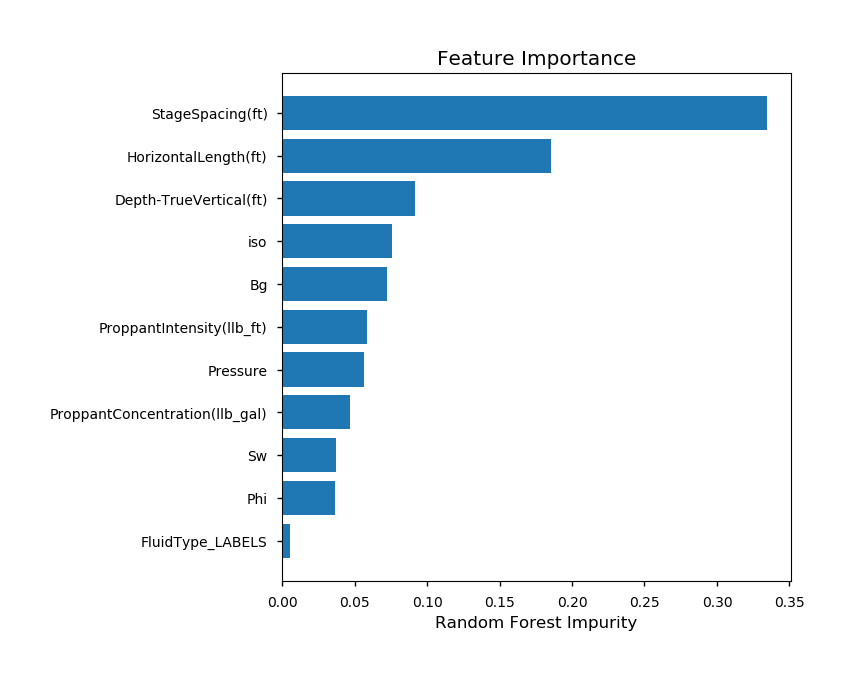 Feature Importance
StageSpacing(ft)
HorizontalLength(ft)
Depth-TrueVertical(ft)
iso
Bg
ProppantIntensity(llb_ft)
Pressure
ProppantConcentration(llb_gal)
Sw
Phi
FluidType_LABELS
0.00 0.05 0.10 0.15 0.20 0.25 0.30 0.35
Random Forest Impurity